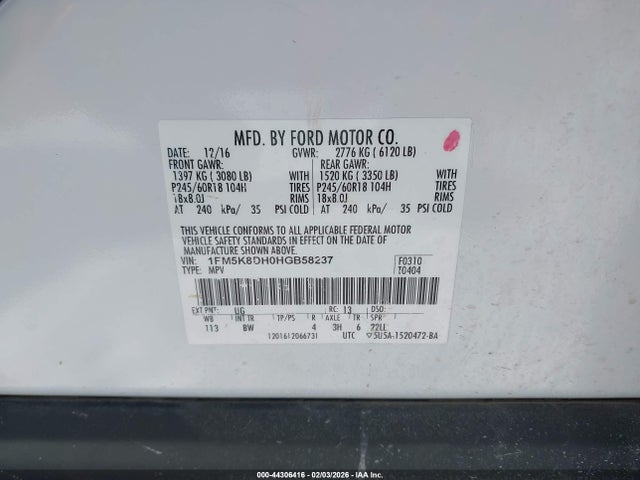 MFD. BY FORD MOTOR CO.
DATE: 12/16 GVWR: 2776 KG ( 6120 LB)
FRONT GAWR: REAR GAWR:
1397 KG ( 3080 LB) WITH 1520 KG ( 3350 LB) WITH
P245/60R18 104H TIRES P245/60R18 104H TIRES
18x8.0J RIMS 18x8.0J RIMS
AT 240 kPa/ 35 PSI COLD AT 240 kPa/ 35 PSI COLD
THIS VEHICLE CONFORMS TO ALL APPLICABLE FEDERAL MOTOR
VEHICLE SAFETY AND THEFT PREVENTION STANDARDS IN EFFECT ON THE DATE OF
MANUFACTURE SHOWN ABOVE.
VIN: 1FM5K8DH0HGB58237 F0310
TYPE: MPV T0404
EXT PNT: UG RC: 13 DSO:
WB INT TR TP/PS R AXLE TR SPR
113 BW 4 3H 6 22LL
1201612066731 UTC ▽5U5A-1520472-BA
000-44306416 - 02/03/2026 - IAAI.COM